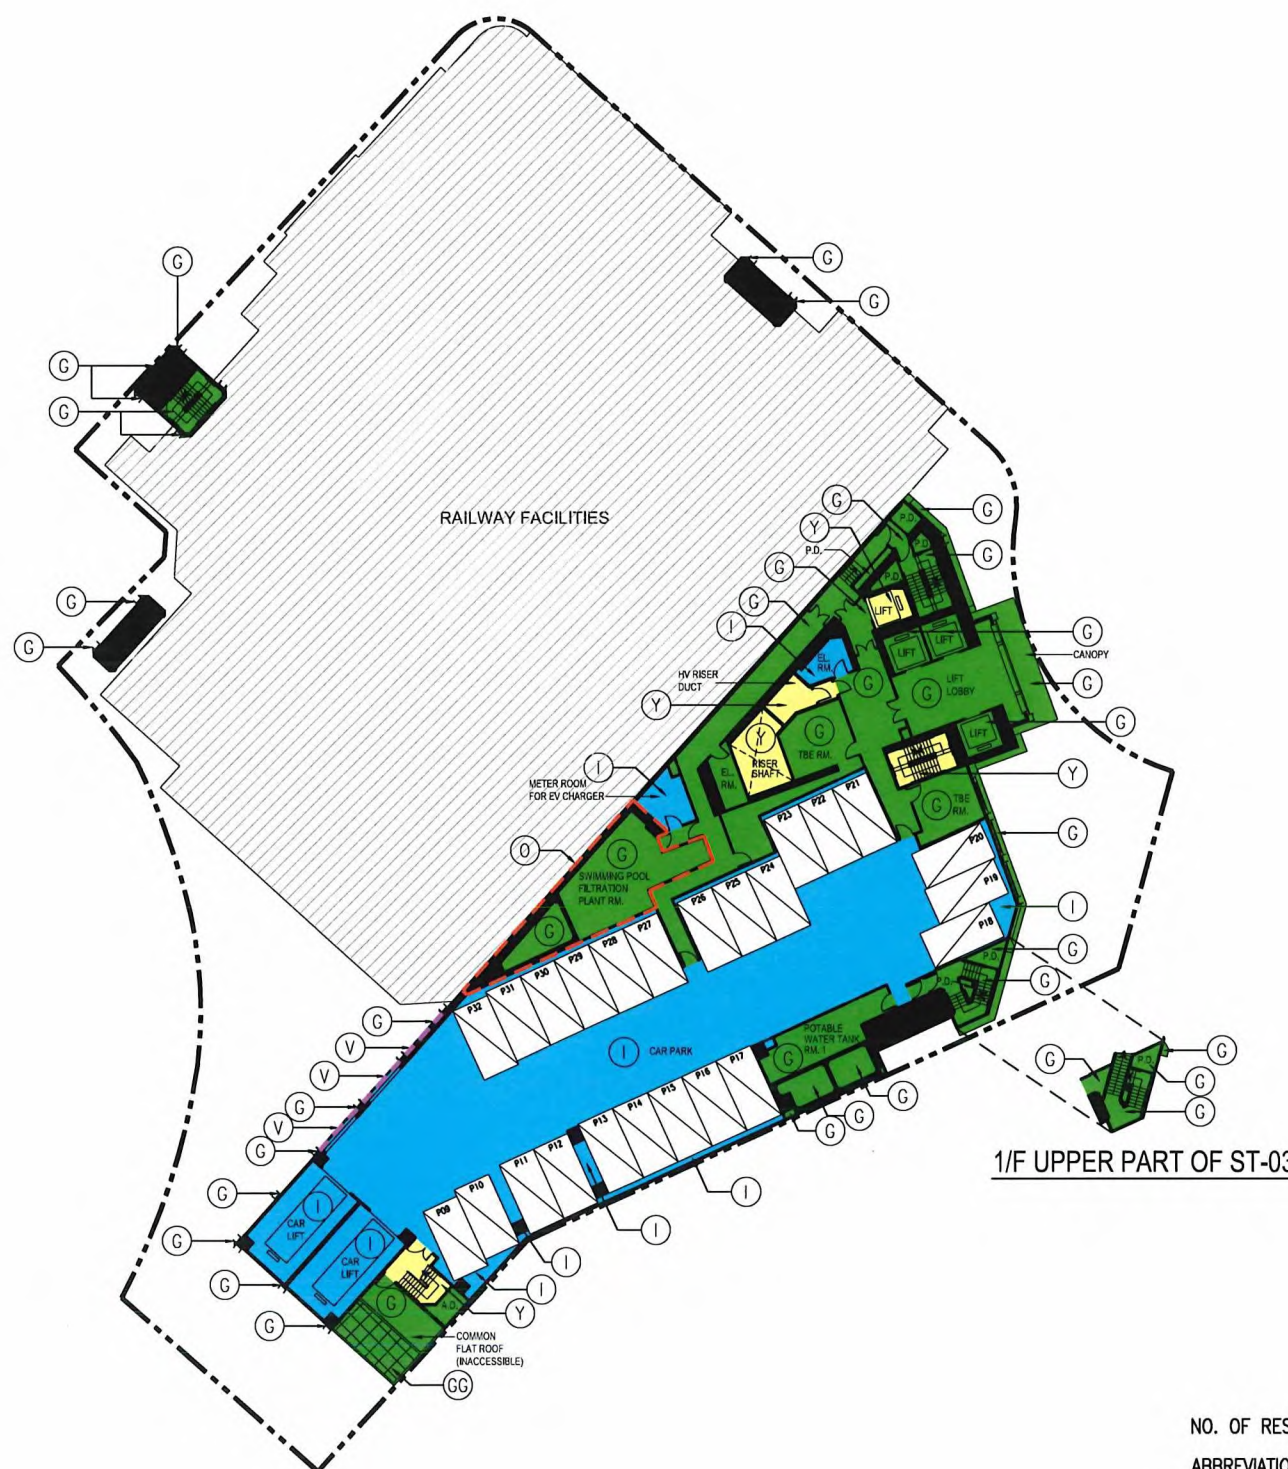 G
G
G
G
G
RAILWAY FACILITIES
G
G
G
Y
P.D.
G
G
I
HV RISER
DUCT
Y
I
METER ROOM
FOR EV CHARGER
O
P.D.
P.D.
P.D.
G
G
LIFT
LIFT
LIFT
G
CANOPY
EL.
RM.
G
G
LIFT
LOBBY
G
G
LIFT
Y
RISER
SHAFT
G
TBE RM.
EL.
RM.
Y
G
TBE
RM.
G
G
SWIMMING POOL
FILTRATION
PLANT RM.
G
P23
P22
P21
P20
P19
P18
P26
P25
P24
I
P32
P31
P30
P29
P28
P27
G
P.D.
P.D.
G
G
V
V
G
V
G
I CAR PARK
POTABLE
WATER TANK
RM. 1
G
G
G
G
G
P.D.
G
G
G
1/F UPPER PART OF ST-03
P13
P14
P15
P16
P17
P11
P12
P09
P10
I
I
I
I
G
G
G
G
CAR
LIFT
I
CAR
LIFT
I
G
A.D.
Y
COMMON
FLAT ROOF
(INACCESSIBLE)
GG
NO. OF RES
ABBREVIATIO